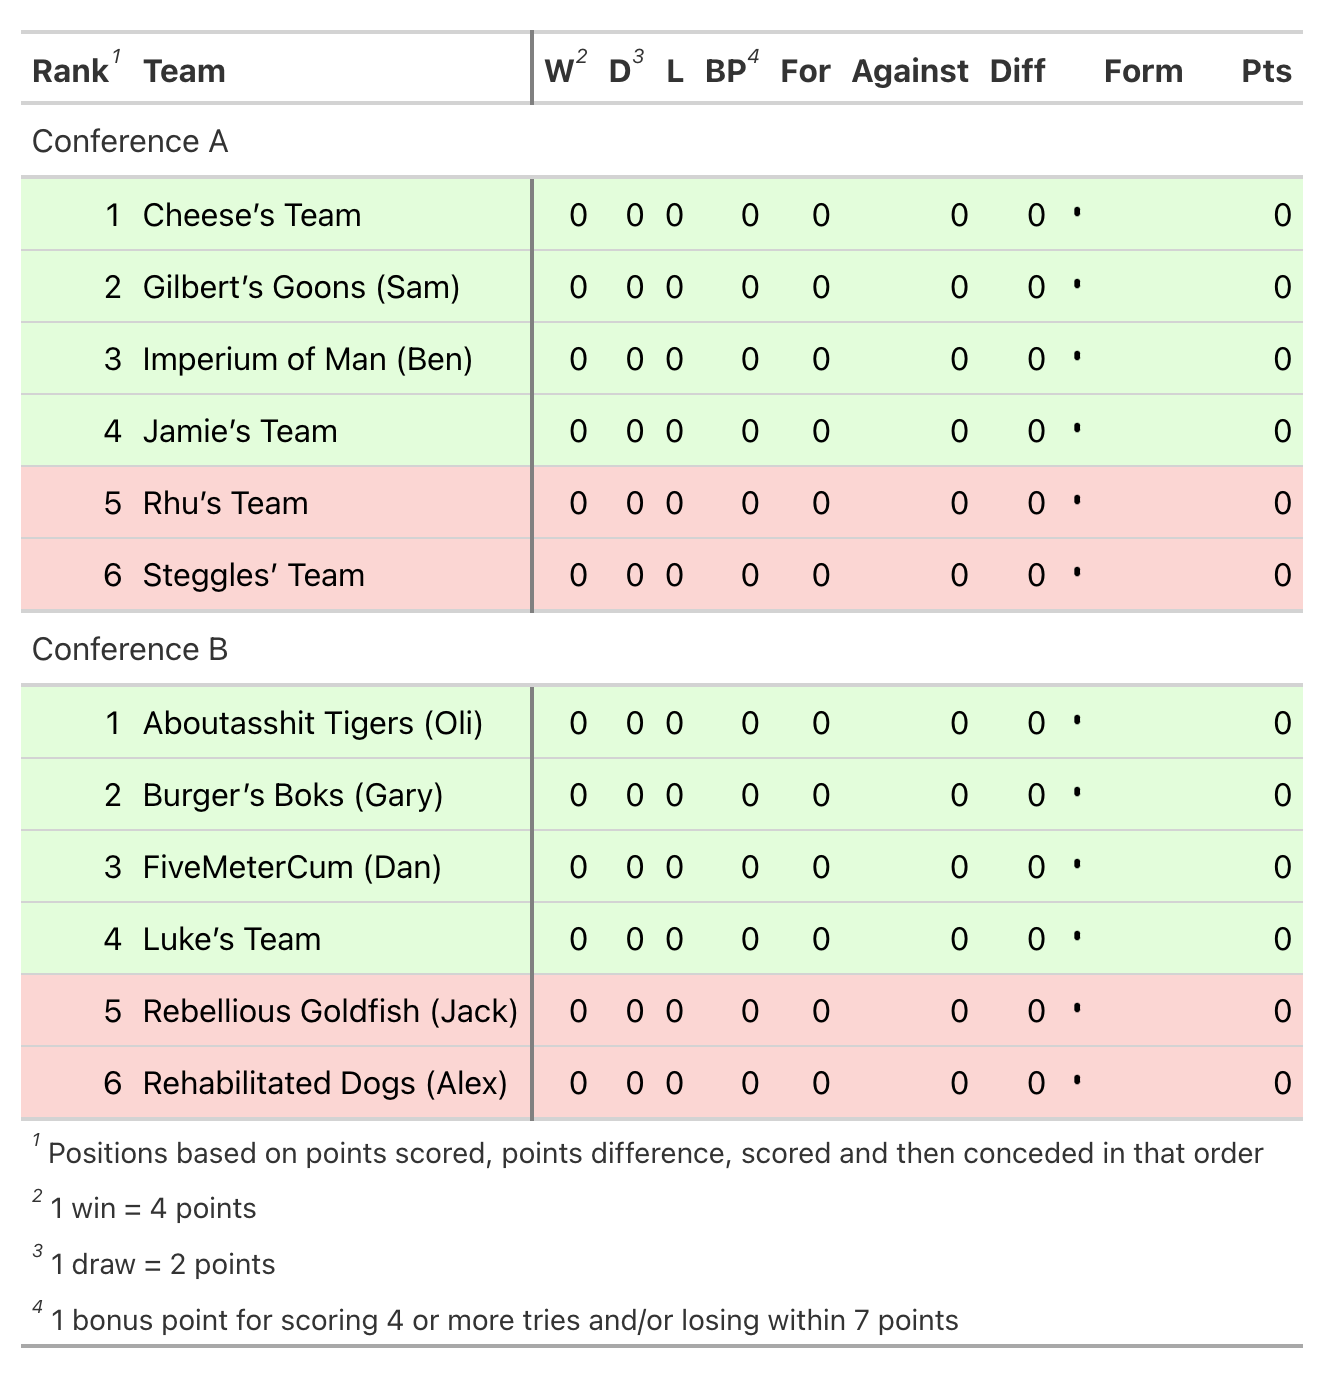 Rank¹ Team W² D³ L BP⁴ For Against Diff Form Pts
Conference A
1 Cheese’s Team 0 0 0 0 0 0 0 0
2 Gilbert’s Goons (Sam) 0 0 0 0 0 0 0 0
3 Imperium of Man (Ben) 0 0 0 0 0 0 0 0
4 Jamie’s Team 0 0 0 0 0 0 0 0
5 Rhu’s Team 0 0 0 0 0 0 0 0
6 Steggles’ Team 0 0 0 0 0 0 0 0
Conference B
1 Aboutasshit Tigers (Oli) 0 0 0 0 0 0 0 0
2 Burger’s Boks (Gary) 0 0 0 0 0 0 0 0
3 FiveMeterCum (Dan) 0 0 0 0 0 0 0 0
4 Luke’s Team 0 0 0 0 0 0 0 0
5 Rebellious Goldfish (Jack) 0 0 0 0 0 0 0 0
6 Rehabilitated Dogs (Alex) 0 0 0 0 0 0 0 0
¹ Positions based on points scored, points difference, scored and then conceded in that order
² 1 win = 4 points
³ 1 draw = 2 points
⁴ 1 bonus point for scoring 4 or more tries and/or losing within 7 points